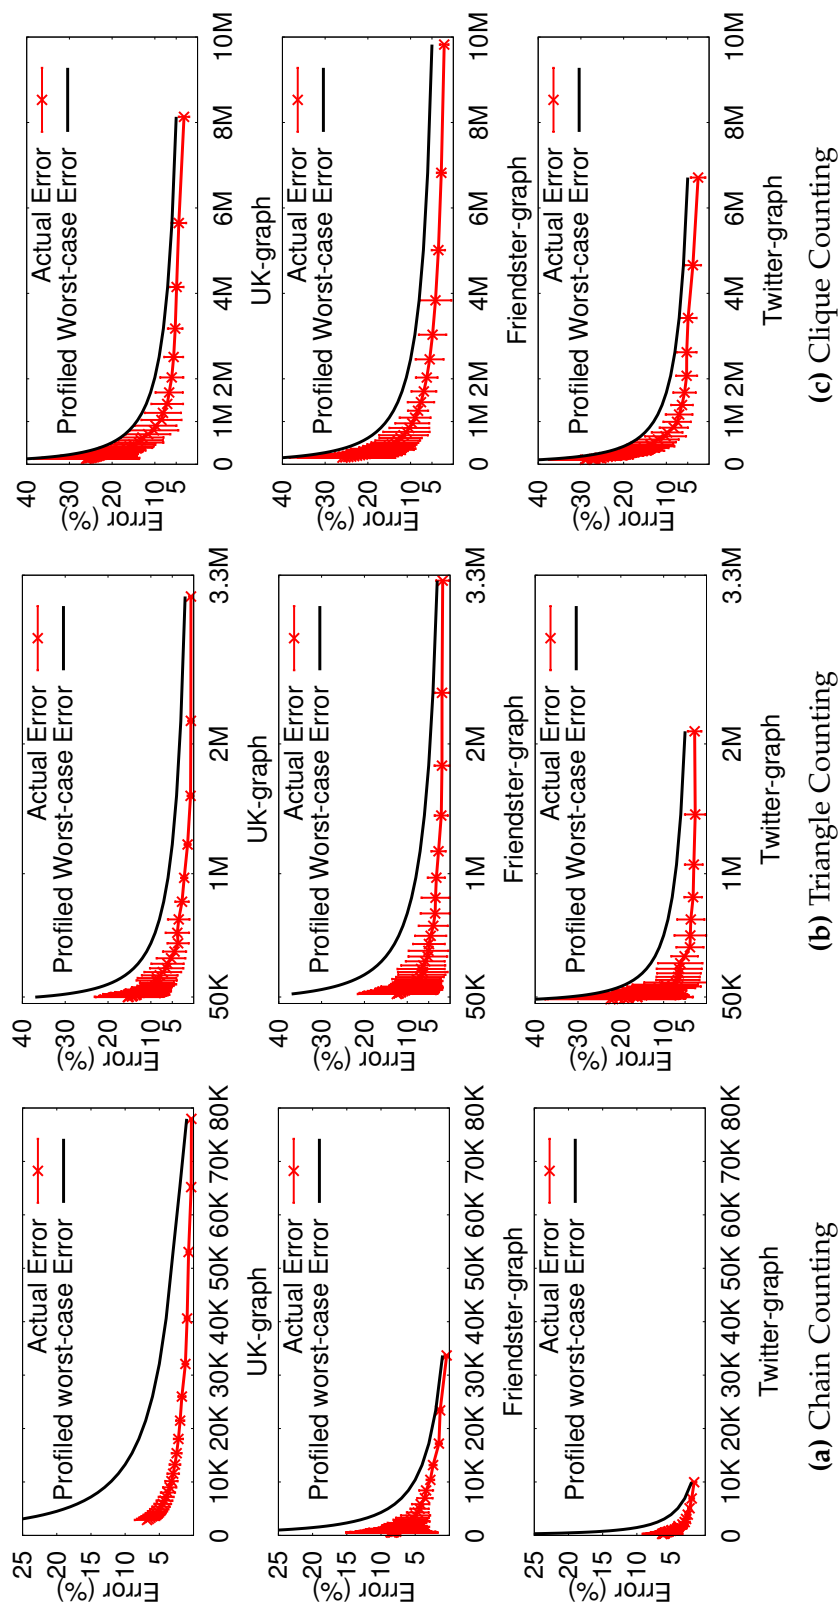 25
20
15
10
5
Error (%)
Actual Error
Profiled worst-case Error
0 10K 20K 30K 40K 50K 60K 70K 80K
UK-graph
25
20
15
10
5
Error (%)
Actual Error
Profiled worst-case Error
0 10K 20K 30K 40K 50K 60K 70K 80K
Friendster-graph
25
20
15
10
5
Error (%)
Actual Error
Profiled worst-case Error
0 10K 20K 30K 40K 50K 60K 70K 80K
Twitter-graph
(a) Chain Counting
40
30
20
10
5
Error (%)
Actual Error
Profiled Worst-case Error
50K 1M 2M 3.3M
UK-graph
40
30
20
10
5
Error (%)
Actual Error
Profiled Worst-case Error
50K 1M 2M 3.3M
Friendster-graph
40
30
20
10
5
Error (%)
Actual Error
Profiled Worst-case Error
50K 1M 2M 3.3M
Twitter-graph
(b) Triangle Counting
40
30
20
10
5
Error (%)
Actual Error
Profiled Worst-case Error
0 1M 2M 4M 6M 8M 10M
UK-graph
40
30
20
10
5
Error (%)
Actual Error
Profiled Worst-case Error
0 1M 2M 4M 6M 8M 10M
Friendster-graph
40
30
20
10
5
Error (%)
Actual Error
Profiled Worst-case Error
0 1M 2M 4M 6M 8M 10M
Twitter-graph
(c) Clique Counting